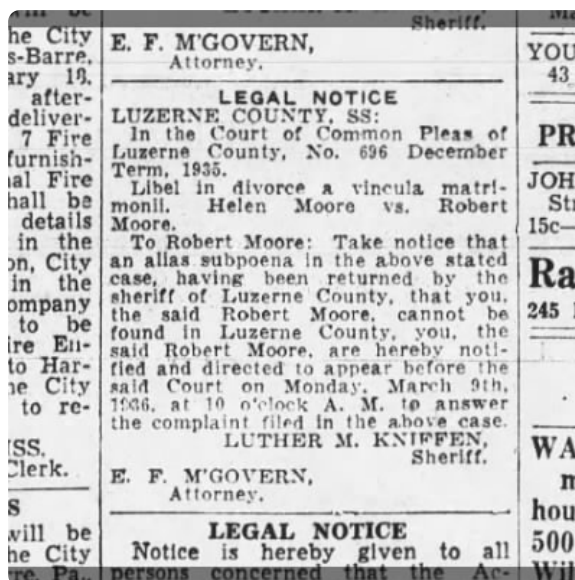 he City
s-Barre,
ary 18,
after-
deliver-
7 Fire
furnish-
al Fire
hall be
details
in the
on, City
in the
ompany
to be
ire En-
to Har-
he City
to re-
ISS,
Clerk.
S
will be
he City
rre, Pa.,
Sheriff.
E. F. M'GOVERN,
Attorney.
LEGAL NOTICE
LUZERNE COUNTY, SS:
In the Court of Common Pleas of
Luzerne County, No. 696 December
Term, 1935.
Libel in divorce a vincula matri-
monii. Helen Moore vs. Robert
Moore.
To Robert Moore: Take notice that
an alias subpoena in the above stated
case, having been returned by the
sheriff of Luzerne County, that you,
the said Robert Moore, cannot be
found in Luzerne County, you, the
said Robert Moore, are hereby noti-
fied and directed to appear before the
said Court on Monday, March 9th,
1936, at 10 o'clock A. M. to answer
the complaint filed in the above case.
LUTHER M. KNIFFEN,
Sheriff.
E. F. M'GOVERN,
Attorney.
LEGAL NOTICE
Notice is hereby given to all
persons concerned that the Ac-
YOU
43
PR
JOH
St
15c—
Ra
245
WA
m
hou
500
Wil